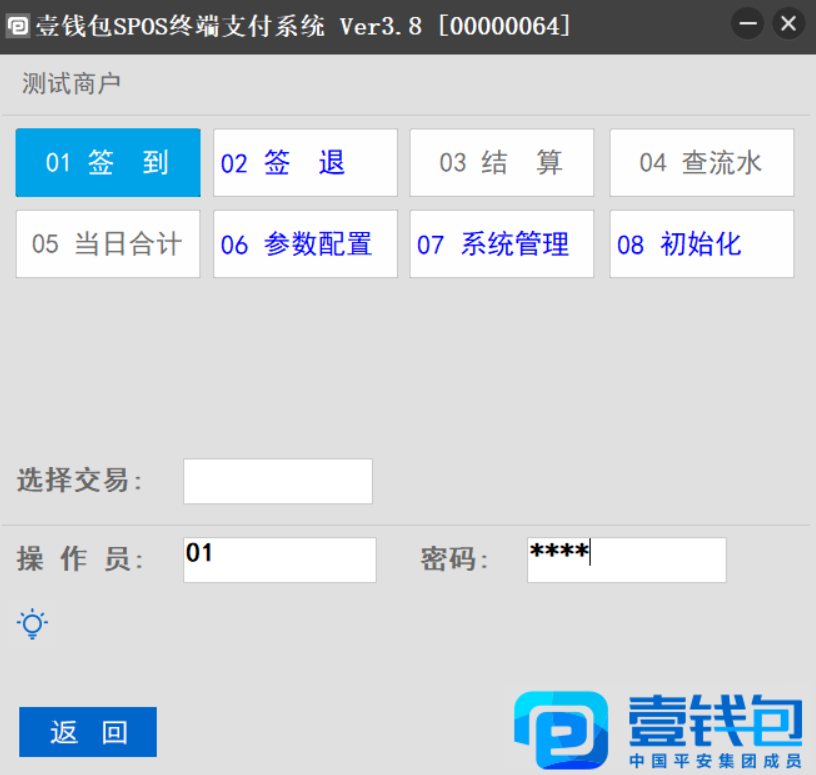 壹钱包SPOS终端支付系统 Ver3.8 [00000064]
测试商户
01 签 到
02 签 退
03 结 算
04 查流水
05 当日合计
06 参数配置
07 系统管理
08 初始化
选择交易:
操 作 员: 01 密码: ****
返 回
壹钱包
中国平安集团成员